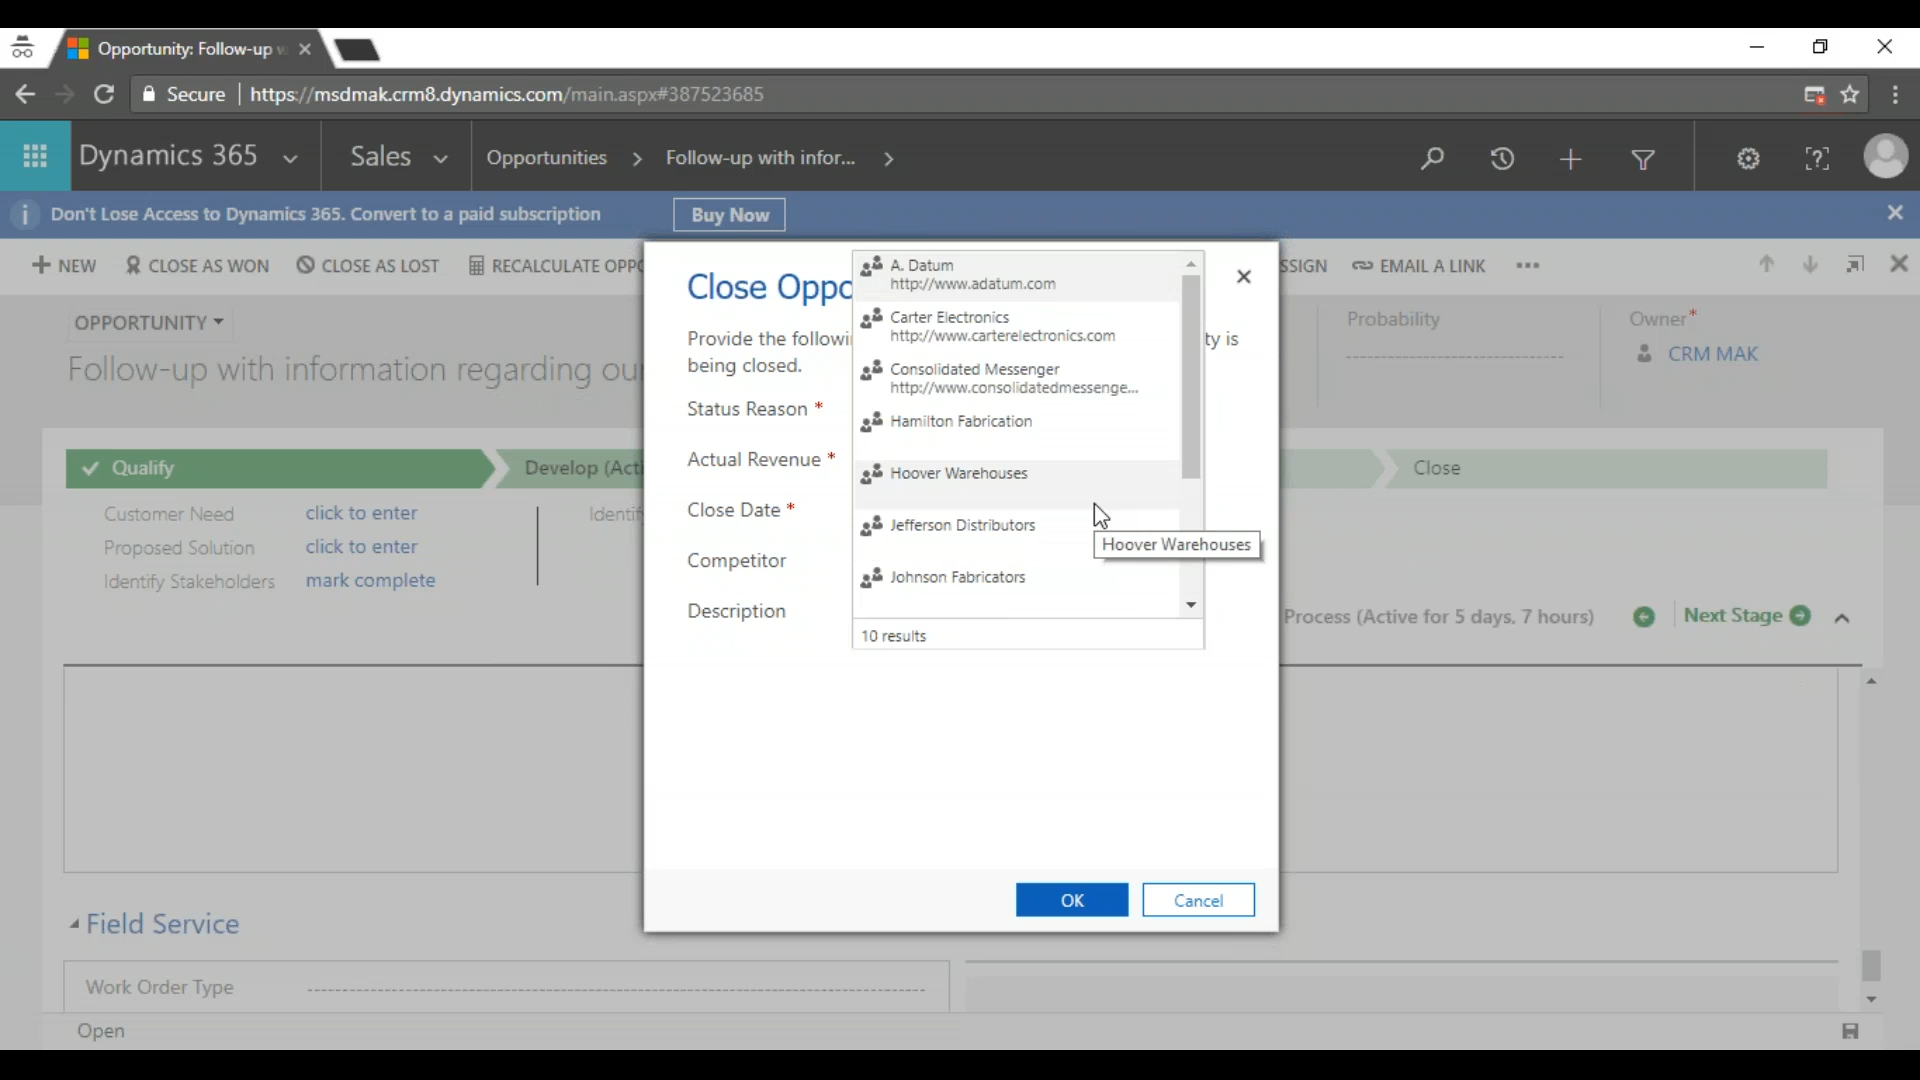 Opportunity: Follow-up w
Secure | https://msdmak.crm8.dynamics.com/main.aspx#387523685
Dynamics 365 Sales Opportunities > Follow-up with infor... >
Don't Lose Access to Dynamics 365. Convert to a paid subscription Buy Now
NEW CLOSE AS WON CLOSE AS LOST RECALCULATE OPPO SSIGN EMAIL A LINK ...
OPPORTUNITY
Follow-up with information regarding ou
Probability
Owner*
CRM MAK
Qualify
Develop (Acti
Close
Customer Need click to enter
Proposed Solution click to enter
Identify Stakeholders mark complete
Identif
Process (Active for 5 days, 7 hours)
Next Stage
Close Oppo
Provide the followi ty is
being closed.
Status Reason *
Actual Revenue *
Close Date *
Competitor
Description
A. Datum
http://www.adatum.com
Carter Electronics
http://www.carterelectronics.com
Consolidated Messenger
http://www.consolidatedmessenge...
Hamilton Fabrication
Hoover Warehouses
Jefferson Distributors
Hoover Warehouses
Johnson Fabricators
10 results
OK
Cancel
Field Service
Work Order Type
Open